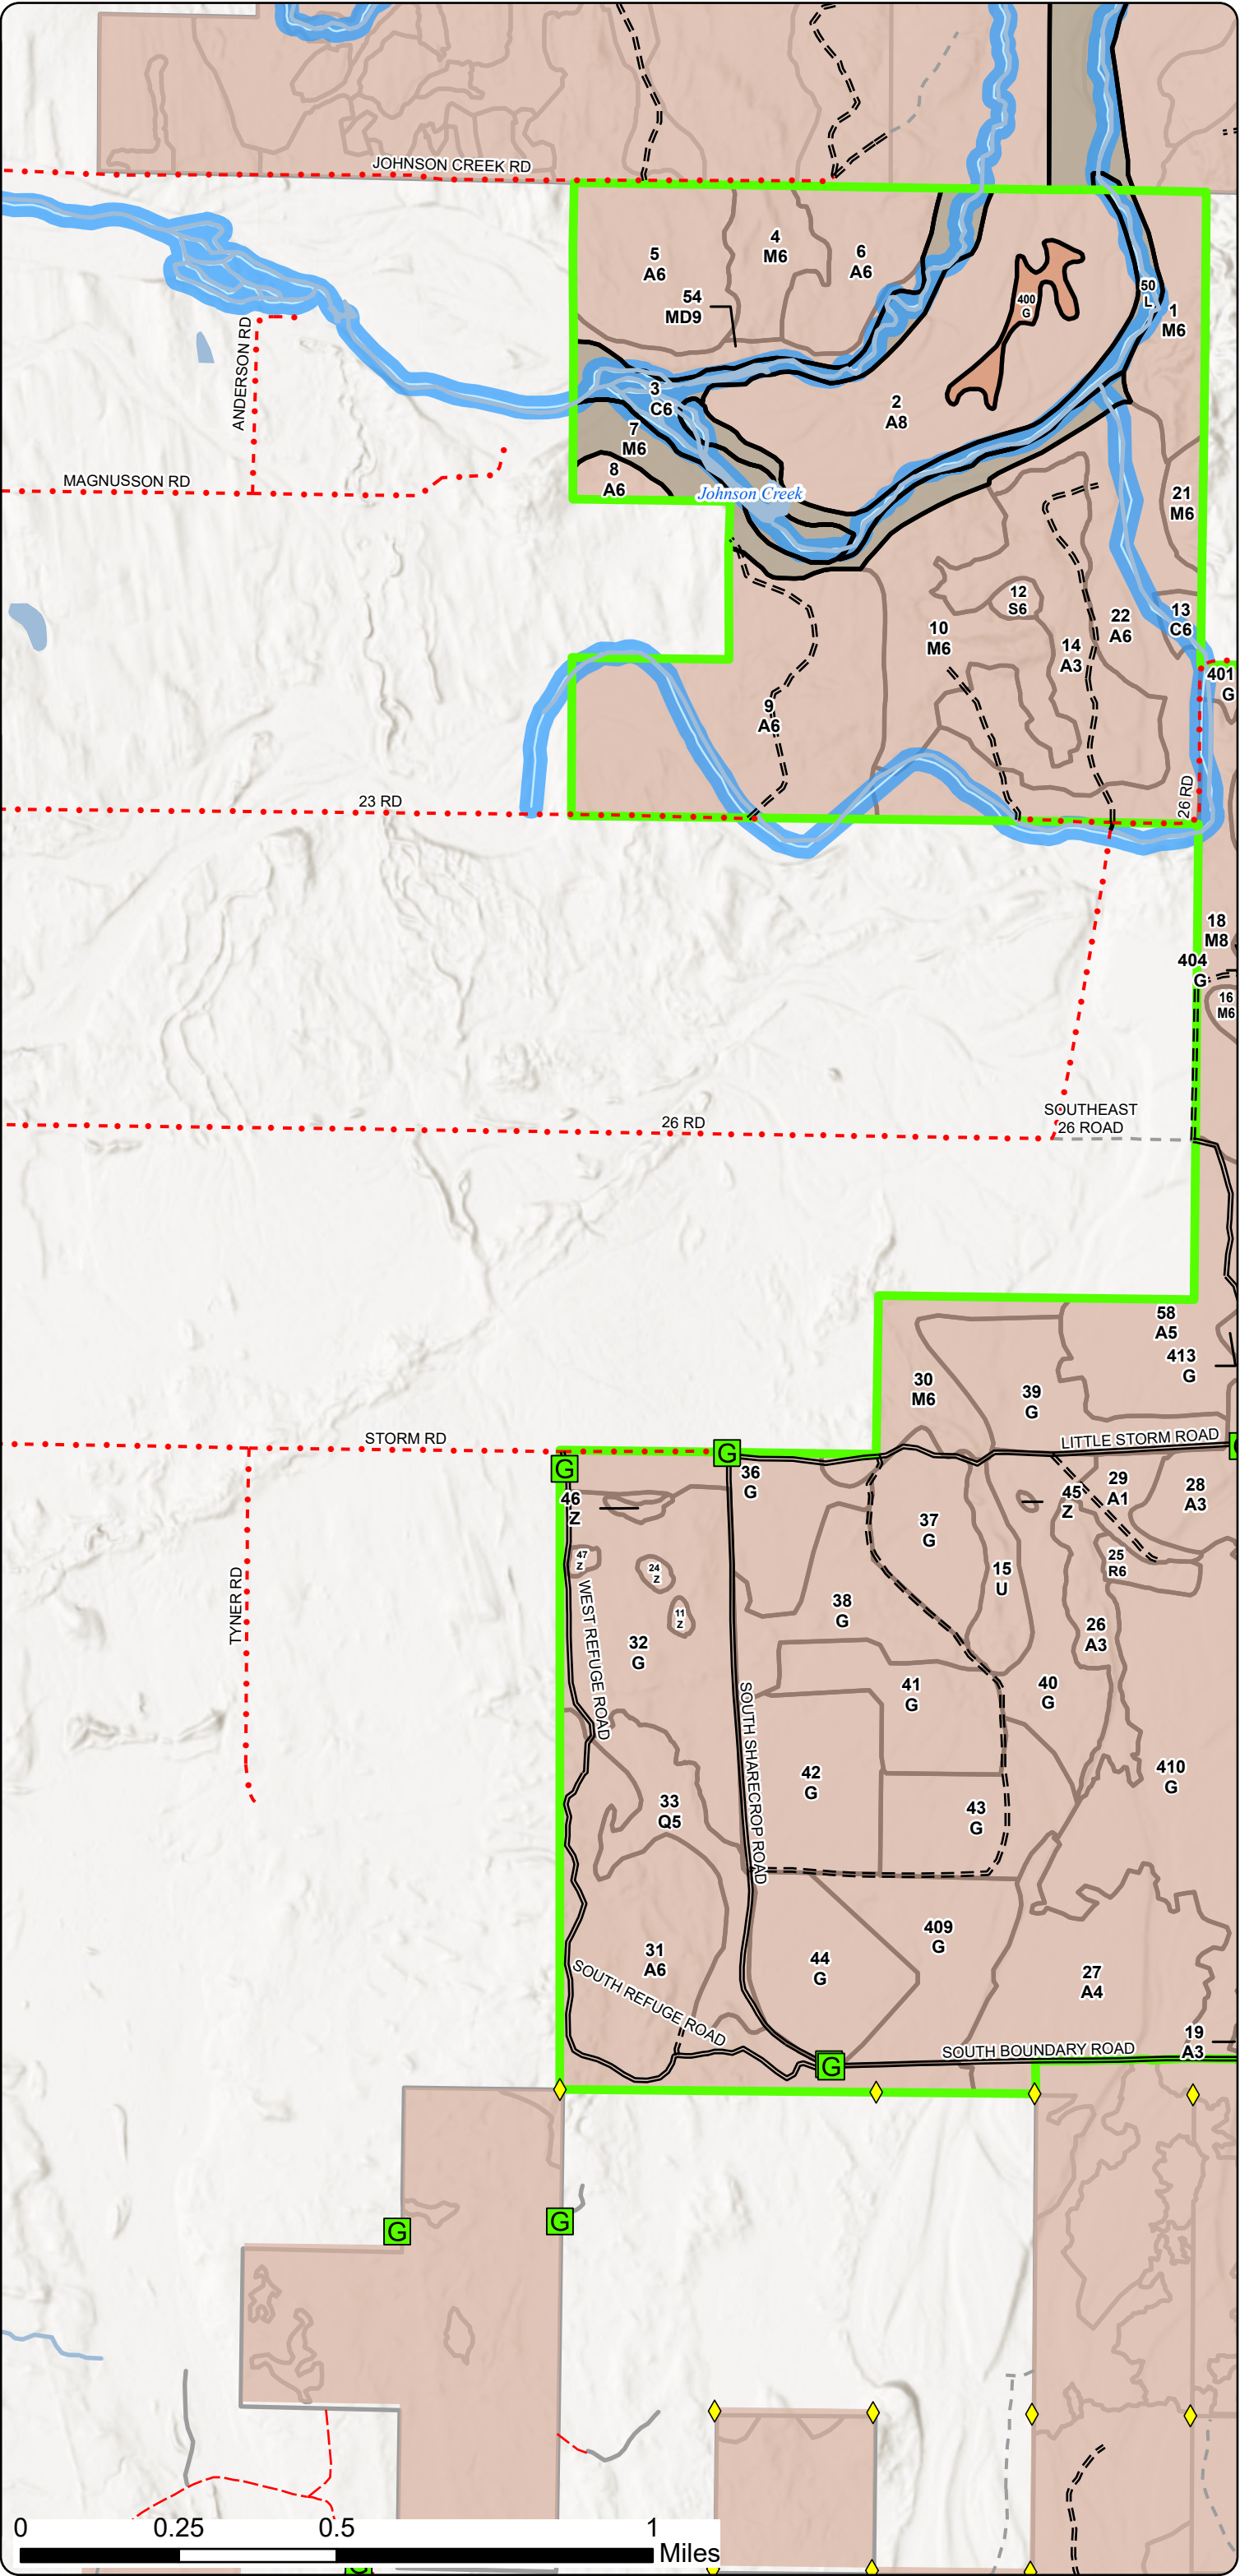 JOHNSON CREEK RD
5
A6
4
M6
6
A6
54
MD9
400
G
50
L
1
M6
ANDERSON RD
3
C6
2
A8
7
M6
8
A6
MAGNUSSON RD
Johnson Creek
21
M6
12
S6
13
C6
22
A6
10
M6
14
A3
401
G
9
A6
23 RD
26 RD
18
M8
404
G
16
M6
SOUTHEAST
26 ROAD
26 RD
58
A5
413
G
30
M6
39
G
STORM RD
LITTLE STORM ROAD
G
G
G
36
G
46
Z
45
Z
29
A1
28
A3
37
G
47
Z
24
Z
25
R6
15
U
11
Z
38
G
TYNER RD
WEST REFUGE ROAD
32
G
26
A3
41
G
40
G
SOUTH SHARECROP ROAD
42
G
410
G
33
Q5
43
G
409
G
31
A6
44
G
27
A4
SOUTH REFUGE ROAD
19
A3
SOUTH BOUNDARY ROAD
G
G
G
0 0.25 0.5 1
Miles
G